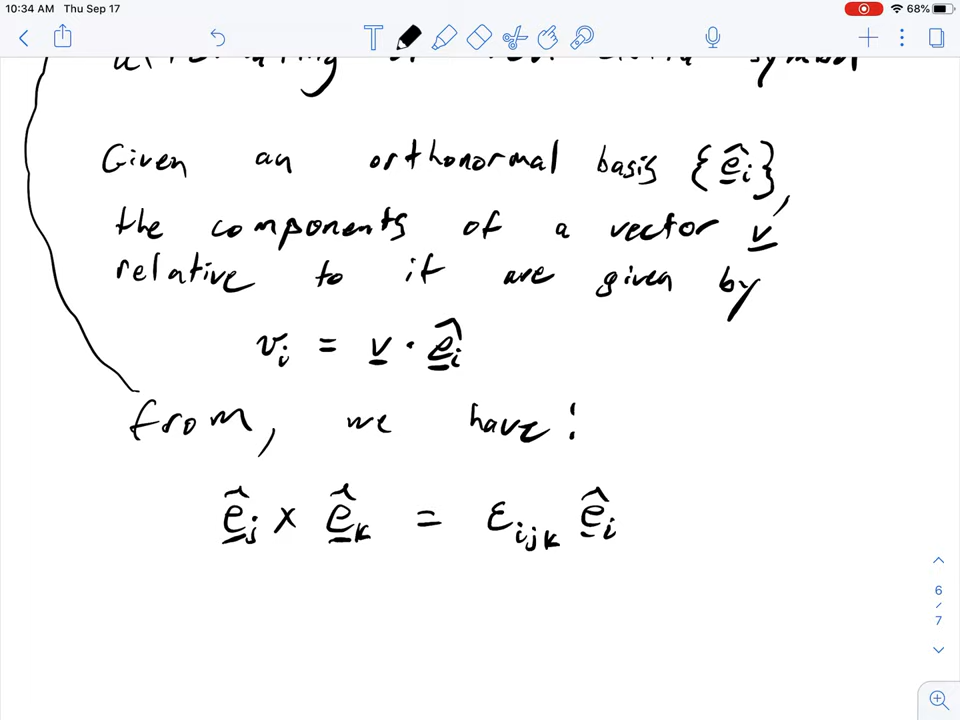 10:34 AM Thu Sep 17
68%
Given an orthonormal basis {ê_i},
the components of a vector v
relative to it are given by
v_i = v · ê_i
from, we have:
ê_j × ê_k = ε_ijk ê_i
6
/
7